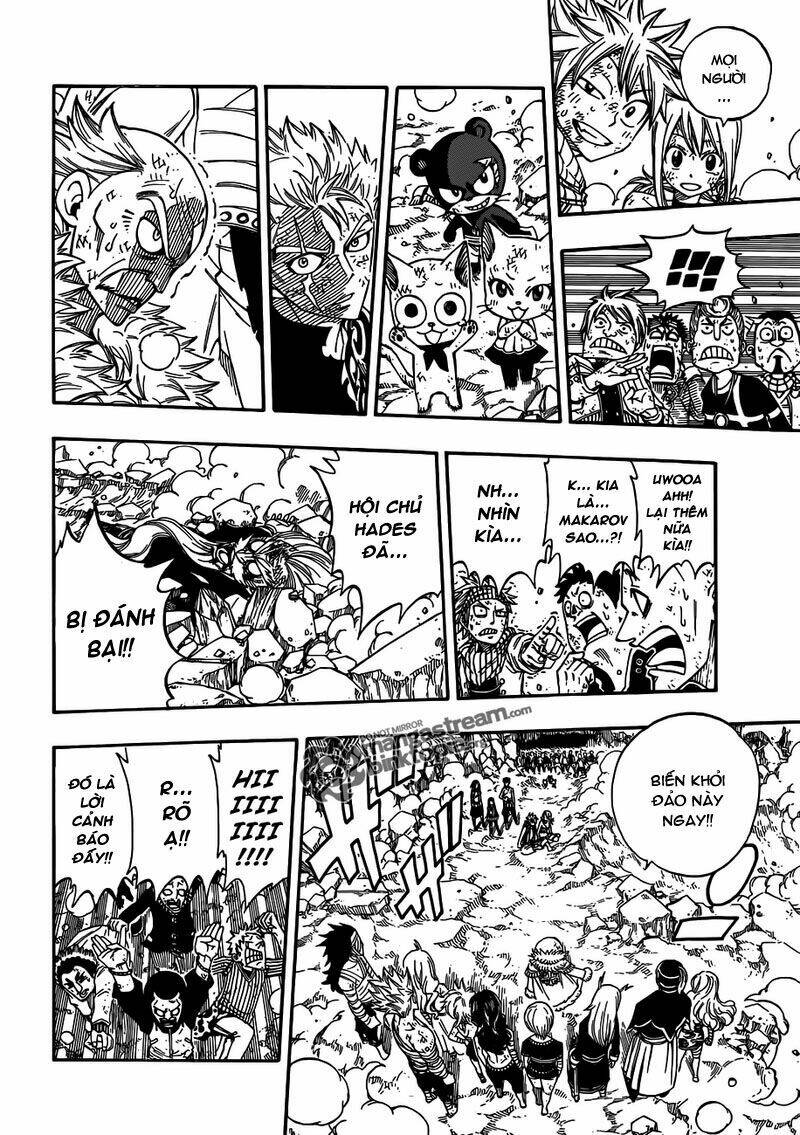 MỌI
NGƯỜI
...
!!!
UWOOA
AHH!
LẠI THÊM
NỮA
KÌA!!
K... KIA
LÀ...
MAKAROV
SAO...?!
NH...
NHÌN
KÌA...
HỘI CHỦ
HADES
ĐÃ...
BỊ ĐÁNH
BẠI!!
DO NOT MIRROR
mangastream.com
BIẾN KHỎI
ĐẢO NÀY
NGAY!!
HII
IIIII
IIII
!!!!
R...
RÕ
Ạ!!
ĐÓ LÀ
LỜI
CẢNH
BÁO
ĐẤY!!